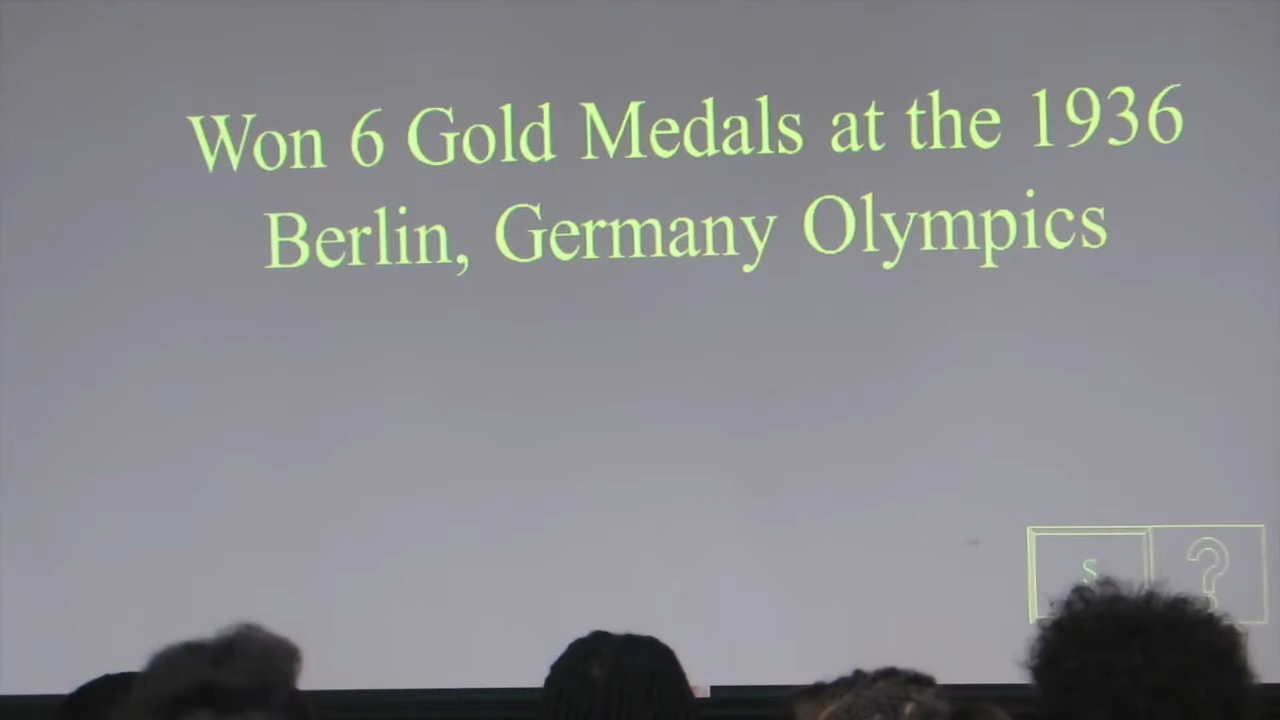 Won 6 Gold Medals at the 1936
Berlin, Germany Olympics
$
?